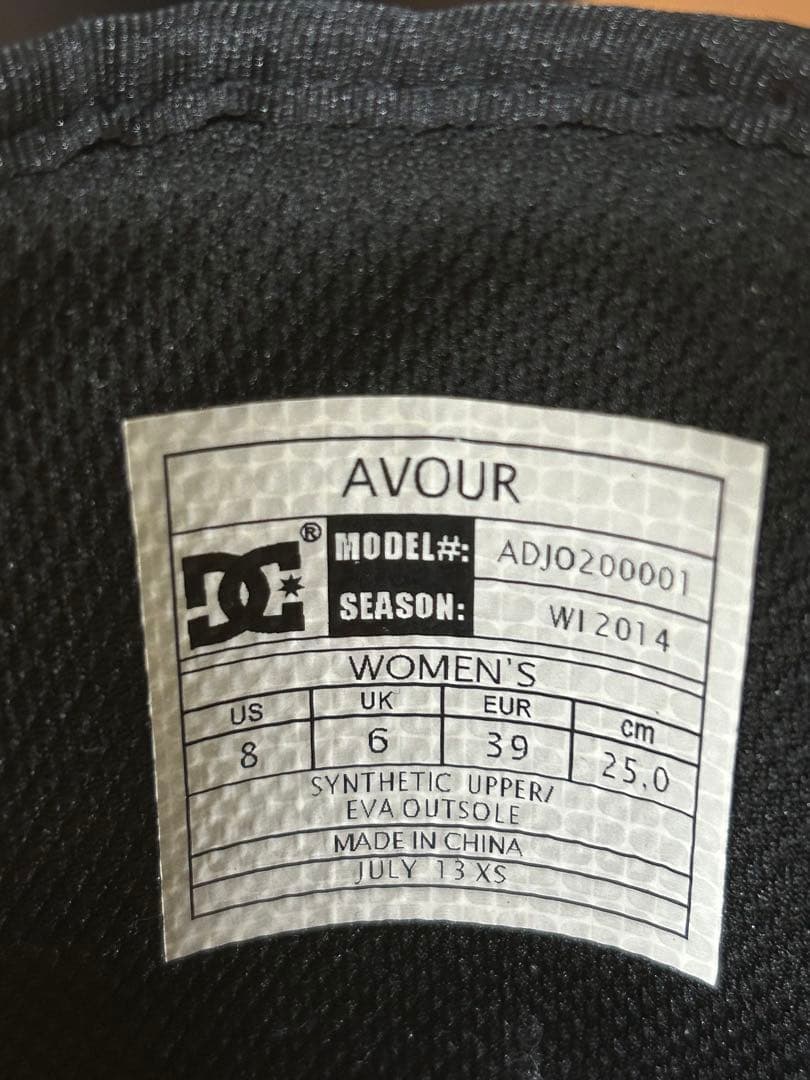 AVOUR
DC®
MODEL#: ADJO200001
SEASON: WI 2014
WOMEN'S
US UK EUR cm
8 6 39 25.0
SYNTHETIC UPPER/
EVA OUTSOLE
MADE IN CHINA
JULY 13 XS